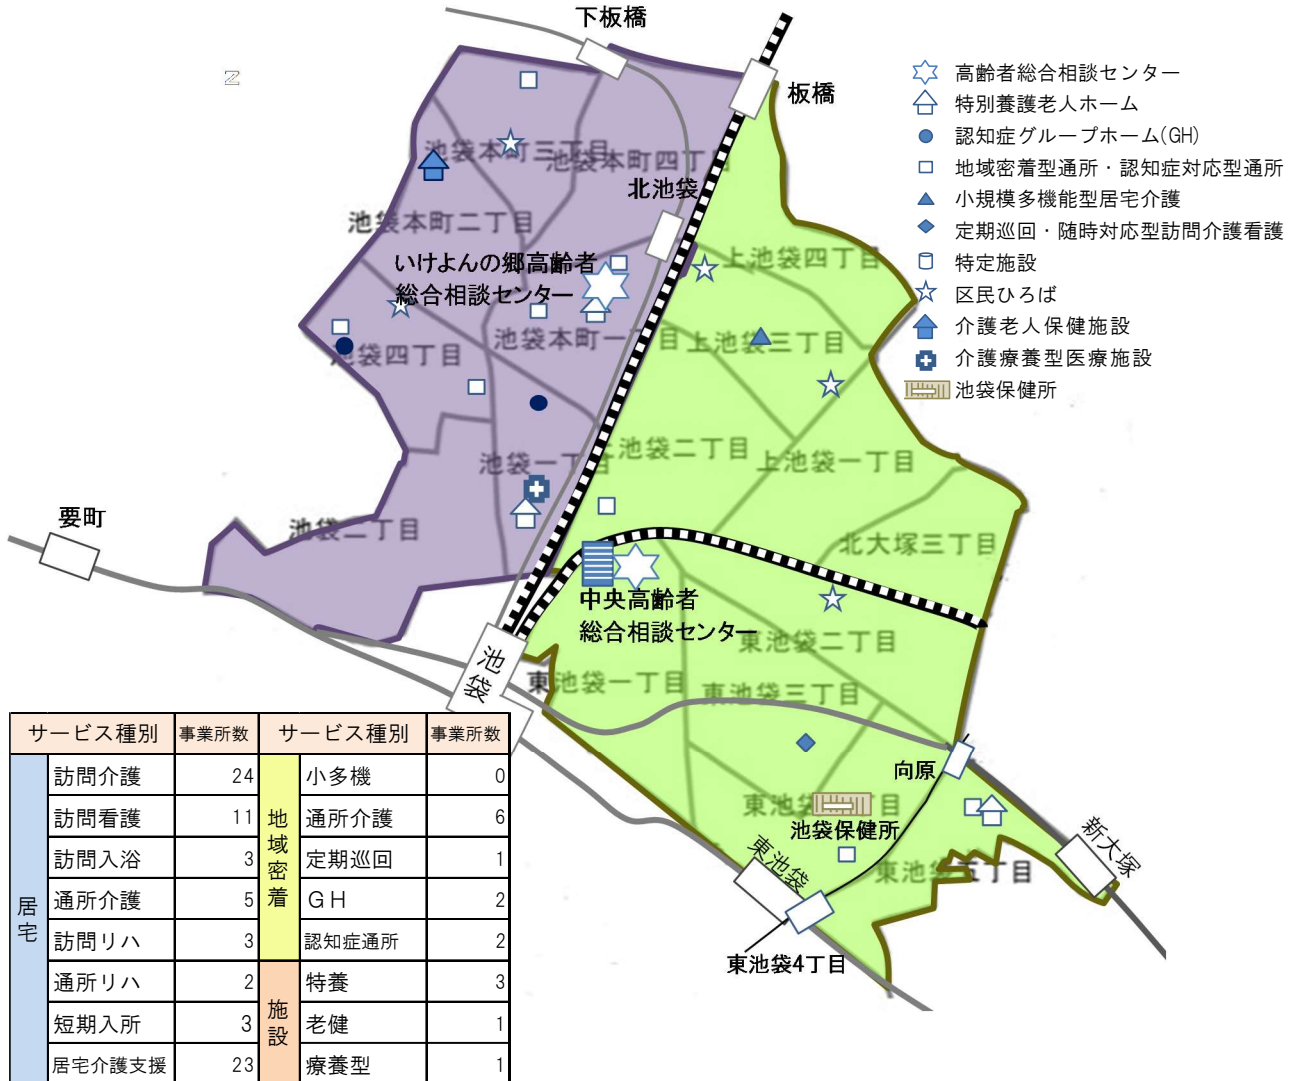 下板橋
板橋
北池袋
池袋本町三丁目
池袋本町四丁目
池袋本町二丁目
いけよんの郷高齢者
総合相談センター
池袋本町一丁目
池袋四丁目
池袋一丁目
池袋二丁目
要町
上池袋四丁目
上池袋三丁目
上池袋二丁目
上池袋一丁目
北大塚三丁目
中央高齢者
総合相談センター
東池袋二丁目
東池袋一丁目
東池袋三丁目
池袋
向原
池袋保健所
東池袋
東池袋五丁目
新大塚
東池袋4丁目
高齢者総合相談センター
特別養護老人ホーム
認知症グループホーム(GH)
地域密着型通所・認知症対応型通所
小規模多機能型居宅介護
定期巡回・随時対応型訪問介護看護
特定施設
区民ひろば
介護老人保健施設
介護療養型医療施設
池袋保健所
サービス種別 事業所数 サービス種別 事業所数
居宅 訪問介護 24 地域密着 小多機 0
訪問看護 11 通所介護 6
訪問入浴 3 定期巡回 1
通所介護 5 GH 2
訪問リハ 3 認知症通所 2
通所リハ 2 施設 特養 3
短期入所 3 老健 1
居宅介護支援 23 療養型 1